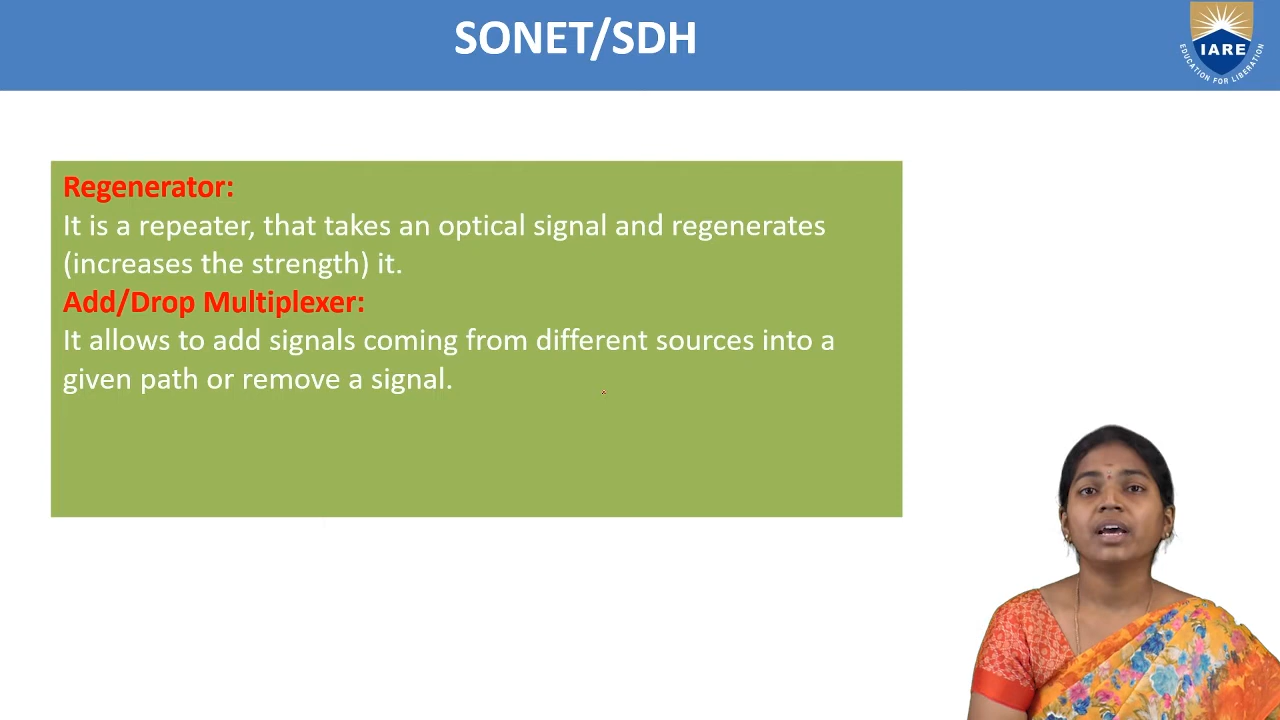 SONET/SDH
IARE
EDUCATION FOR LIBERATION
Regenerator:
It is a repeater, that takes an optical signal and regenerates
(increases the strength) it.
Add/Drop Multiplexer:
It allows to add signals coming from different sources into a
given path or remove a signal.